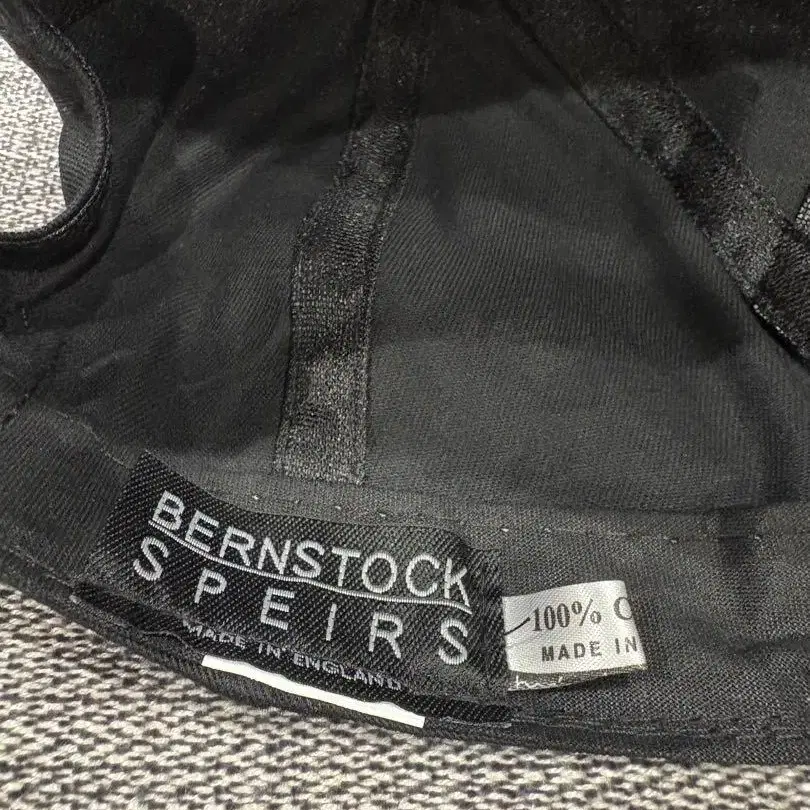 BERNSTOCK
SPEIRS
MADE IN ENGLAND
100% C
MADE IN